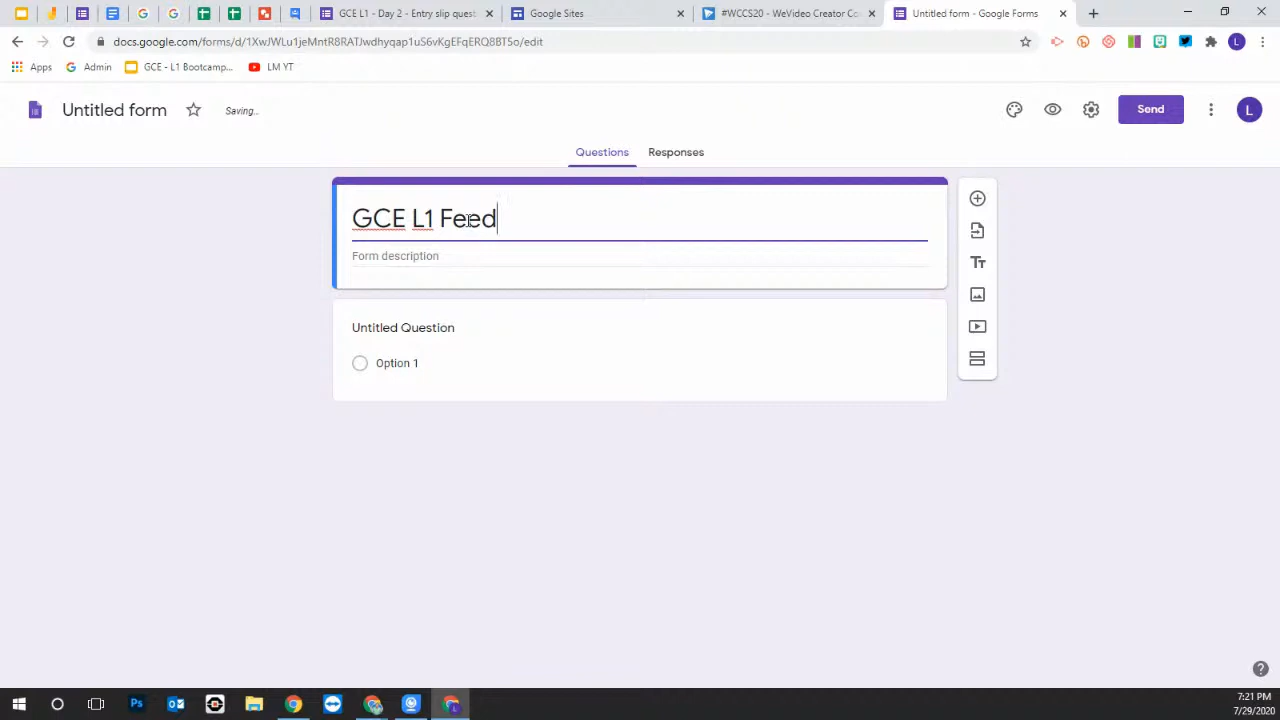 GCE L1 - Day 2 - Entry slip ques
Google Sites
#WCCS20 - WeVideo Creator Co
Untitled form - Google Forms
docs.google.com/forms/d/1XwJWLu1jeMntR8RATJwdhyqap1uS6vKgEFqERQ8BTSo/edit
L
Apps
Admin
GCE - L1 Bootcamp...
LM YT
Untitled form
Saving...
Send
L
Questions
Responses
GCE L1 Feed
Form description
Untitled Question
Option 1
7:21 PM
7/29/2020